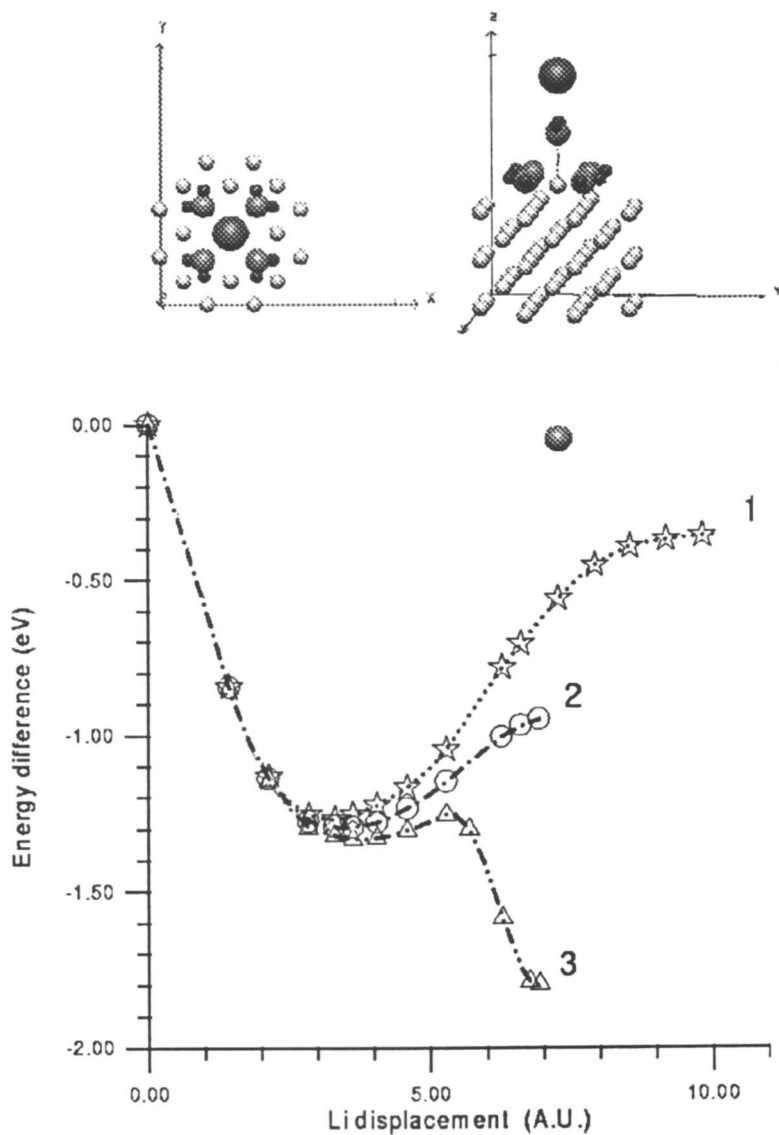 Y
X
Z
0.00
-0.50
-1.00
-1.50
-2.00
Energy difference (eV)
1
2
3
0.00
5.00
10.00
Li displacement (A.U.)